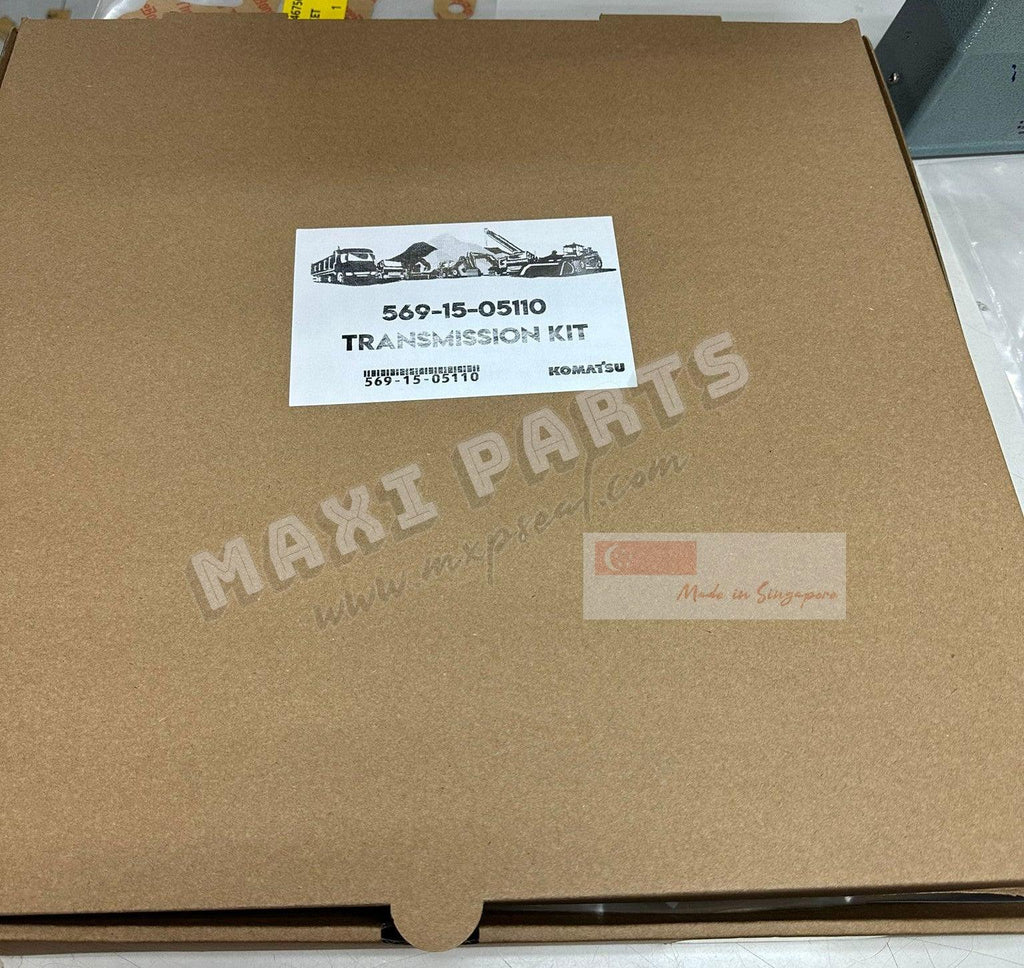 569-15-05110
TRANSMISSION KIT
569-15-05110
KOMATSU
MAXI PARTS
www.mxpseal.com
Made in Singapore